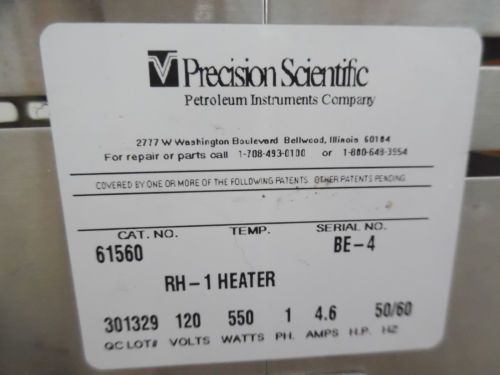 Precision Scientific
Petroleum Instruments Company
2777 W Washington Boulevard Bellwood, Illinois 60104
For repair or parts call 1-708-493-0100 or 1-800-648-3954
COVERED BY ONE OR MORE OF THE FOLLOWING PATENTS OTHER PATENTS PENDING
CAT. NO. TEMP. SERIAL NO.
61560 BE-4
RH-1 HEATER
301329 120 550 1 4.6 50/60
QC LOT# VOLTS WATTS PH. AMPS H.P. HZ